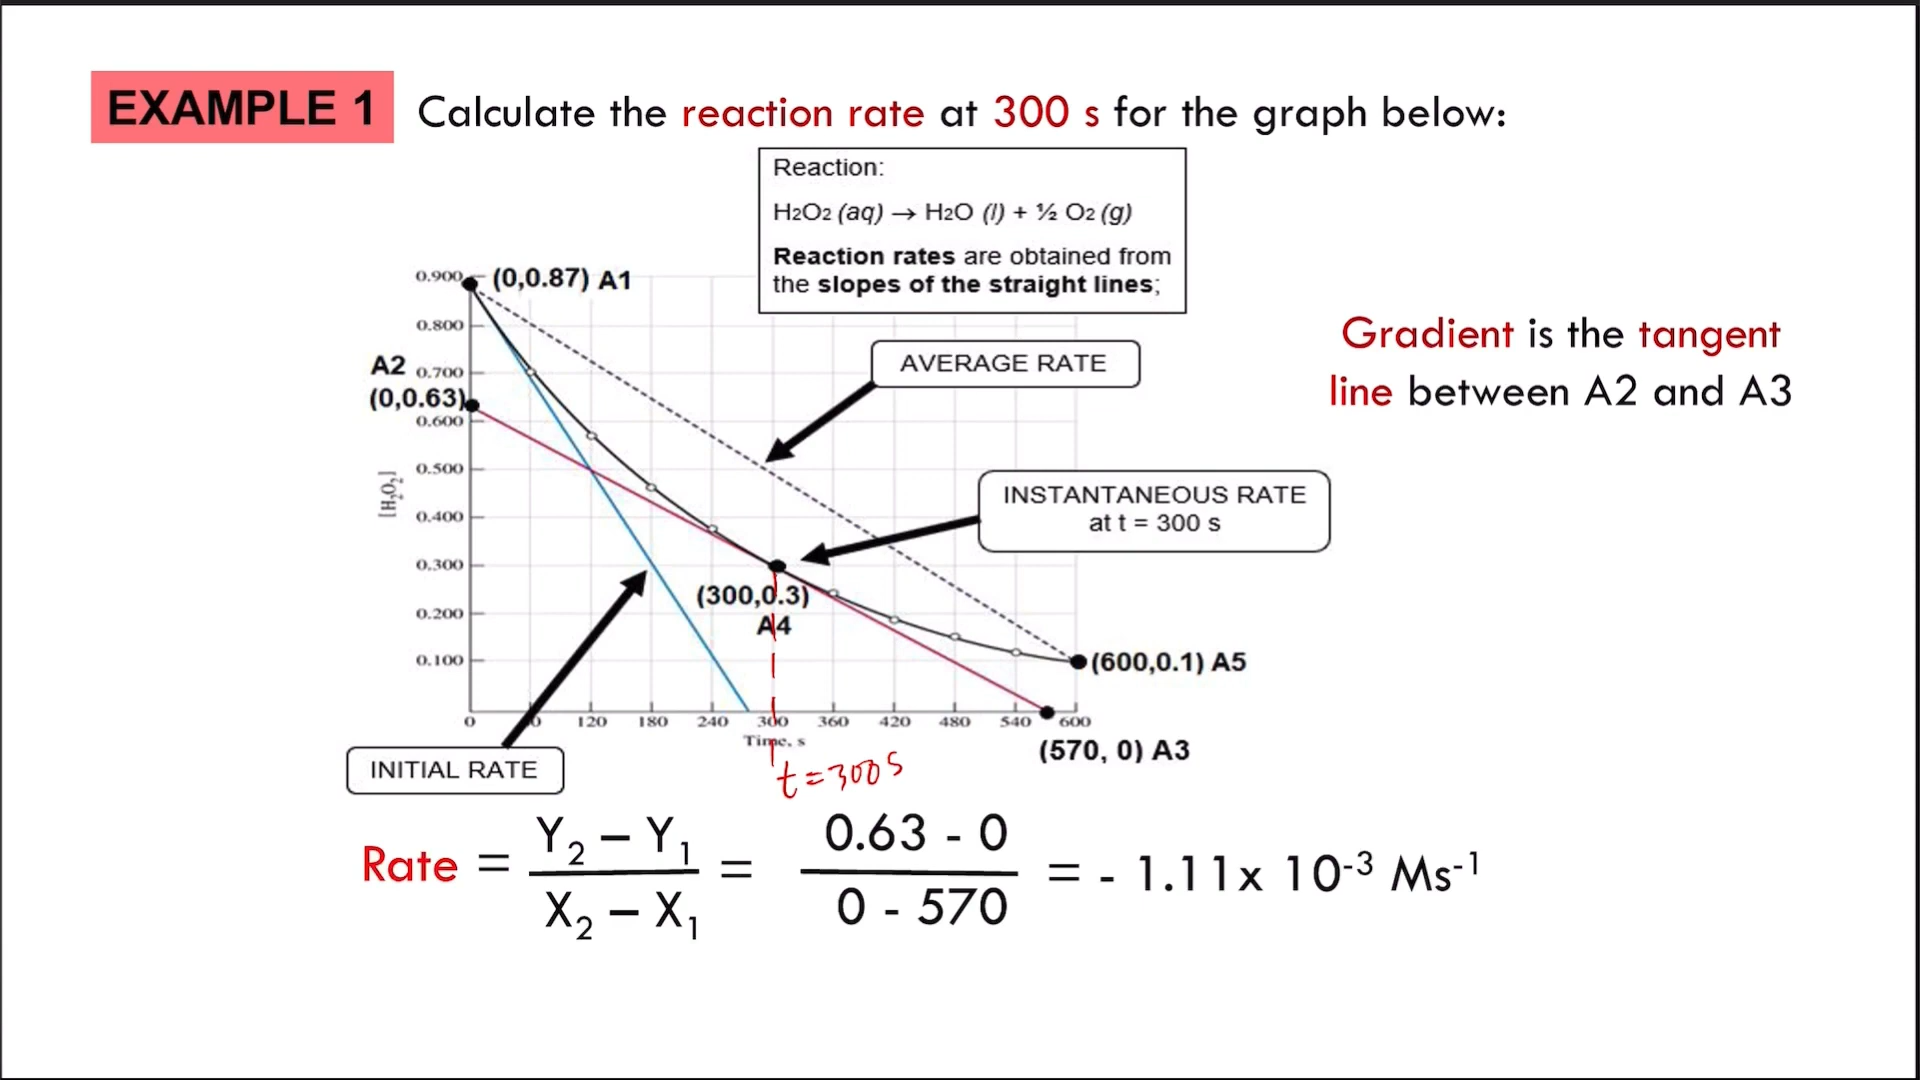 EXAMPLE 1 Calculate the reaction rate at 300 s for the graph below:
Reaction:
H2O2 (aq) → H2O (l) + ½ O2 (g)
Reaction rates are obtained from
the slopes of the straight lines;
Gradient is the tangent
line between A2 and A3
0.900 (0,0.87) A1
0.800
AVERAGE RATE
A2 0.700
(0,0.63)
0.600
0.500
INSTANTANEOUS RATE
at t = 300 s
[H2O2]
0.400
0.300
(300,0.3)
A4
0.200
0.100 (600,0.1) A5
0 120 180 240 300 360 420 480 540 600
Time, s
(570, 0) A3
INITIAL RATE
t = 300 s
Rate = Y2 – Y1 / X2 – X1 = 0.63 - 0 / 0 - 570 = - 1.11x 10-3 Ms-1